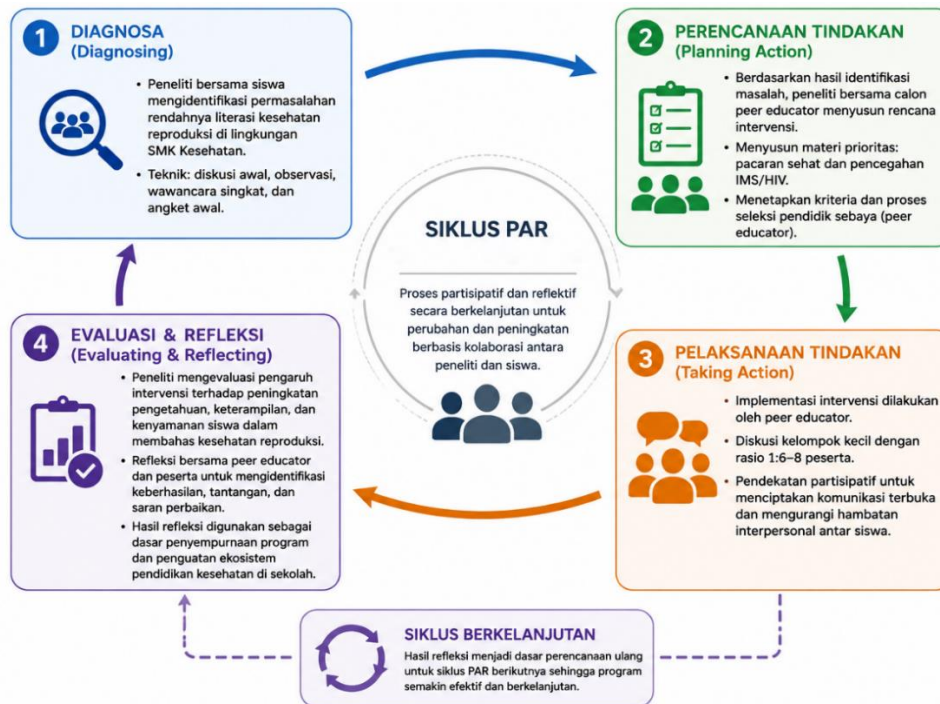 1
DIAGNOSA
(Diagnosing)
• Peneliti bersama siswa
mengidentifikasi permasalahan
rendahnya literasi kesehatan
reproduksi di lingkungan
SMK Kesehatan.
• Teknik: diskusi awal, observasi,
wawancara singkat, dan
angket awal.
2
PERENCANAAN TINDAKAN
(Planning Action)
• Berdasarkan hasil identifikasi
masalah, peneliti bersama calon
peer educator menyusun rencana
intervensi.
• Menyusun materi prioritas:
pacaran sehat dan pencegahan
IMS/HIV.
• Menetapkan kriteria dan proses
seleksi pendidik sebaya (peer
educator).
SIKLUS PAR
Proses partisipatif dan reflektif
secara berkelanjutan untuk
perubahan dan peningkatan
berbasis kolaborasi antara
peneliti dan siswa.
3
PELAKSANAAN TINDAKAN
(Taking Action)
• Implementasi intervensi dilakukan
oleh peer educator.
• Diskusi kelompok kecil dengan
rasio 1:6–8 peserta.
• Pendekatan partisipatif untuk
menciptakan komunikasi terbuka
dan mengurangi hambatan
interpersonal antar siswa.
4
EVALUASI & REFLEKSI
(Evaluating & Reflecting)
• Peneliti mengevaluasi pengaruh
intervensi terhadap peningkatan
pengetahuan, keterampilan, dan
kenyamanan siswa dalam
membahas kesehatan reproduksi.
• Refleksi bersama peer educator
dan peserta untuk mengidentifikasi
keberhasilan, tantangan, dan
saran perbaikan.
• Hasil refleksi digunakan sebagai
dasar penyempurnaan program
dan penguatan ekosistem
pendidikan kesehatan di sekolah.
SIKLUS BERKELANJUTAN
Hasil refleksi menjadi dasar perencanaan ulang
untuk siklus PAR berikutnya sehingga program
semakin efektif dan berkelanjutan.